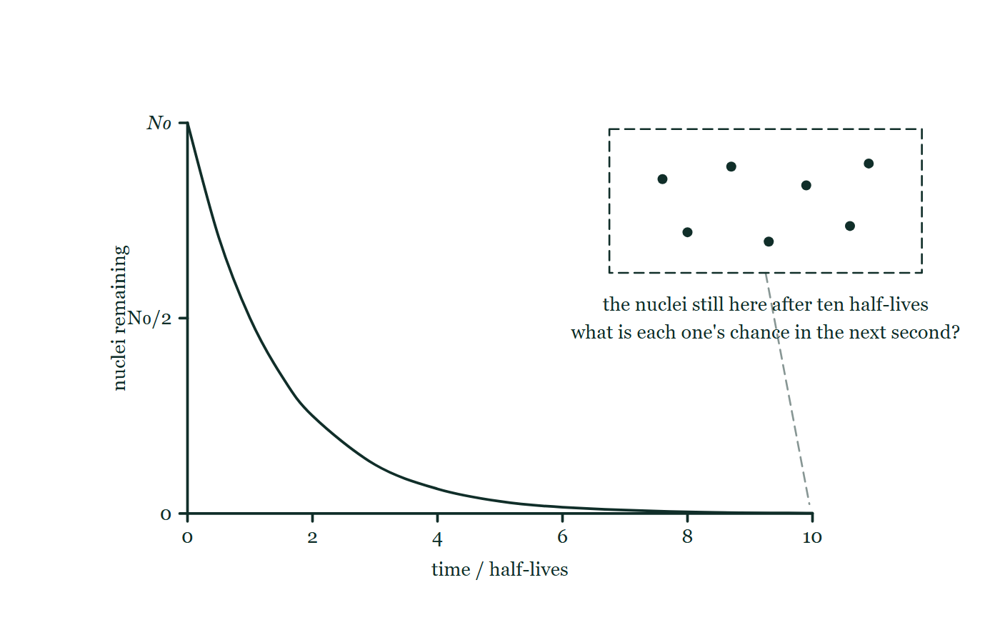 No
nuclei remaining
No/2
0
the nuclei still here after ten half-lives
what is each one's chance in the next second?
0 2 4 6 8 10
time / half-lives